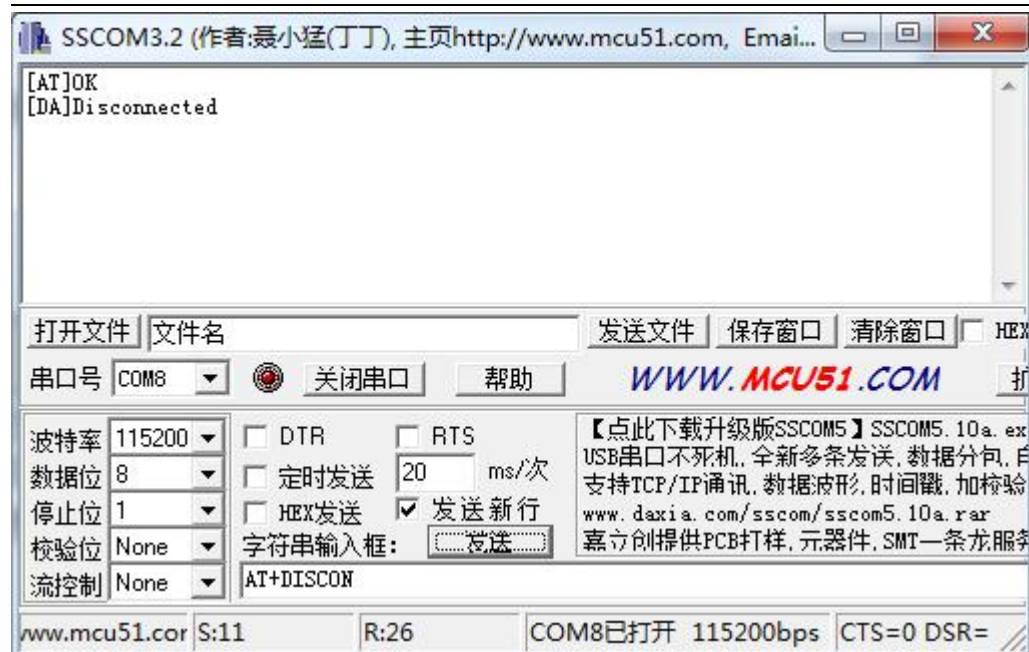 SSCOM3.2 (作者:聂小猛(丁丁), 主页http://www.mcu51.com, Emai...
[AT]OK
[DA]Disconnected
打开文件 文件名 发送文件 保存窗口 清除窗口 HEX
串口号 COM8 关闭串口 帮助 WWW.MCU51.COM 扩
波特率 115200 DTR RTS
数据位 8 定时发送 20 ms/次
停止位 1 HEX发送 发送新行
校验位 None 字符串输入框: 发送
流控制 None AT+DISCON
【点此下载升级版SSCOM5】SSCOM5.10a.ex
USB串口不死机,全新多条发送,数据分包,自
支持TCP/IP通讯,数据波形,时间戳,加校验
www.daxia.com/sscom/sscom5.10a.rar
嘉立创提供PCB打样,元器件,SMT一条龙服务
www.mcu51.cor S:11 R:26 COM8已打开 115200bps CTS=0 DSR=